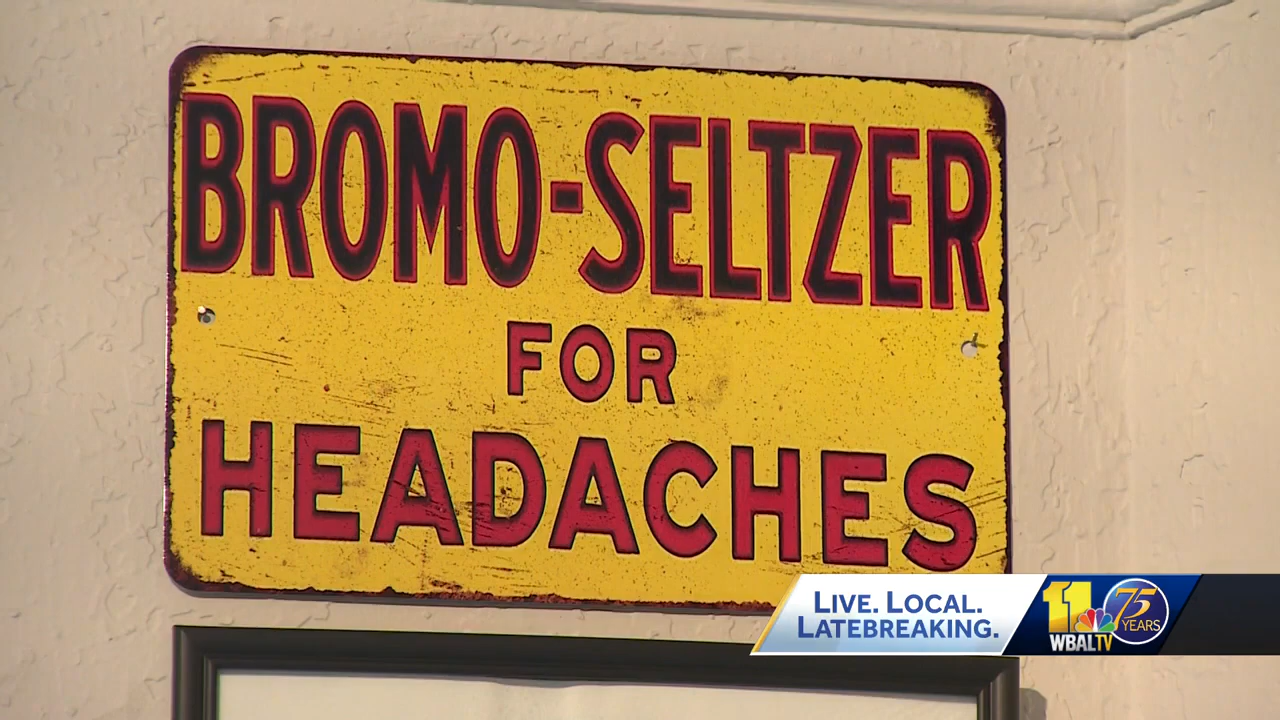 BROMO-SELTZER
FOR
HEADACHES
LIVE. LOCAL.
LATEBREAKING.
11
WBALTV
75
YEARS